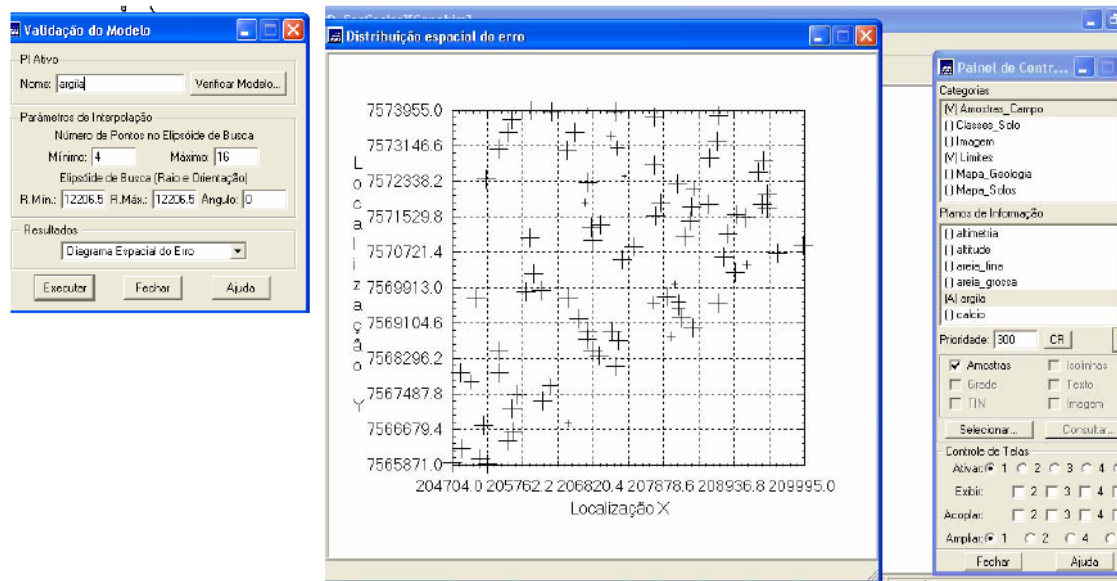 Validação do Modelo
PI Ativo
Nome: argila
Verificar Modelo...
Parâmetros de Interpolação
Número de Pontos no Elipsóide de Busca
Mínimo: 4 Máximo: 16
Elipsóide de Busca (Raio e Orientação)
R.Min.: 12206.5 R.Máx.: 12206.5 Angulo: 0
Resultados
Diagrama Espacial do Erro
Executar Fechar Ajuda
Distribuição espacial do erro
Localização Y
7573955.0
7573146.6
7572338.2
7571529.8
7570721.4
7569913.0
7569104.6
7568296.2
7567487.8
7566679.4
7565871.0
204704.0 205762.2 206820.4 207878.6 208936.8 209995.0
Localização X
Painel de Contr...
Categorias
(V) Amostras_Campo
() Classes_Solo
() Imagem
(V) Limites
() Mapa_Geologia
() Mapa_Solos
Planos de Informação
() altimetria
() altitude
() areia_fina
() areia_grossa
(A) argila
() calcio
Prioridade: 300 CR
Amostras Isolinhas
Grade Texto
TIN Imagem
Selecionar... Consultar...
Controle de Telas
Ativar: 1 2 3 4
Exibir: 2 3 4
Acoplar: 2 3 4
Ampliar: 1 2 4
Fechar Ajuda